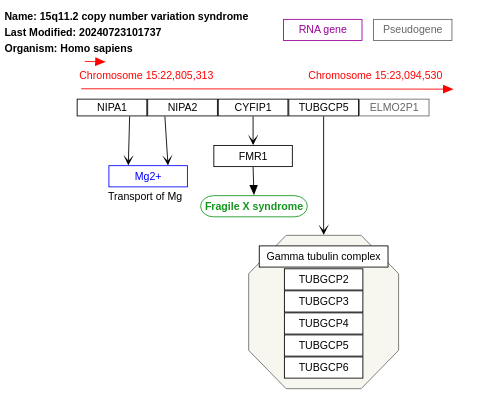 Name: 15q11.2 copy number variation syndrome
Last Modified: 20240723101737
Organism: Homo sapiens
RNA gene
Pseudogene
Chromosome 15:22,805,313
Chromosome 15:23,094,530
NIPA1
NIPA2
CYFIP1
TUBGCP5
ELMO2P1
Mg2+
Transport of Mg
FMR1
Fragile X syndrome
Gamma tubulin complex
TUBGCP2
TUBGCP3
TUBGCP4
TUBGCP5
TUBGCP6